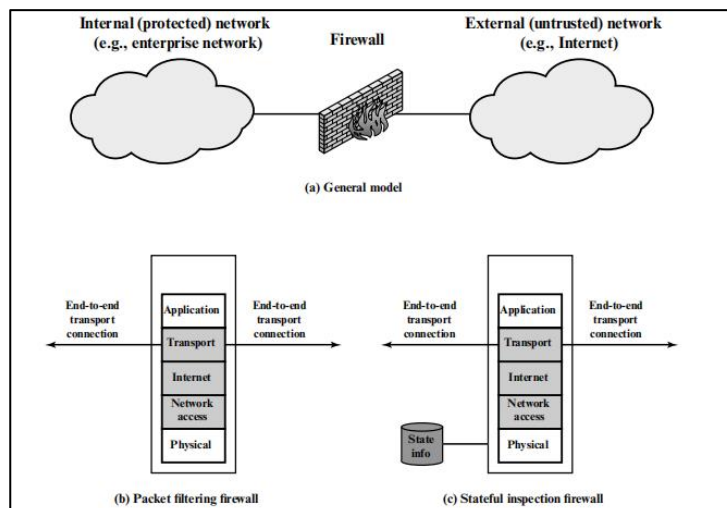 Internal (protected) network
(e.g., enterprise network)
Firewall
External (untrusted) network
(e.g., Internet)
(a) General model
End-to-end
transport
connection
Application
Transport
Internet
Network
access
Physical
End-to-end
transport
connection
(b) Packet filtering firewall
End-to-end
transport
connection
Application
Transport
Internet
Network
access
Physical
End-to-end
transport
connection
State
info
(c) Stateful inspection firewall